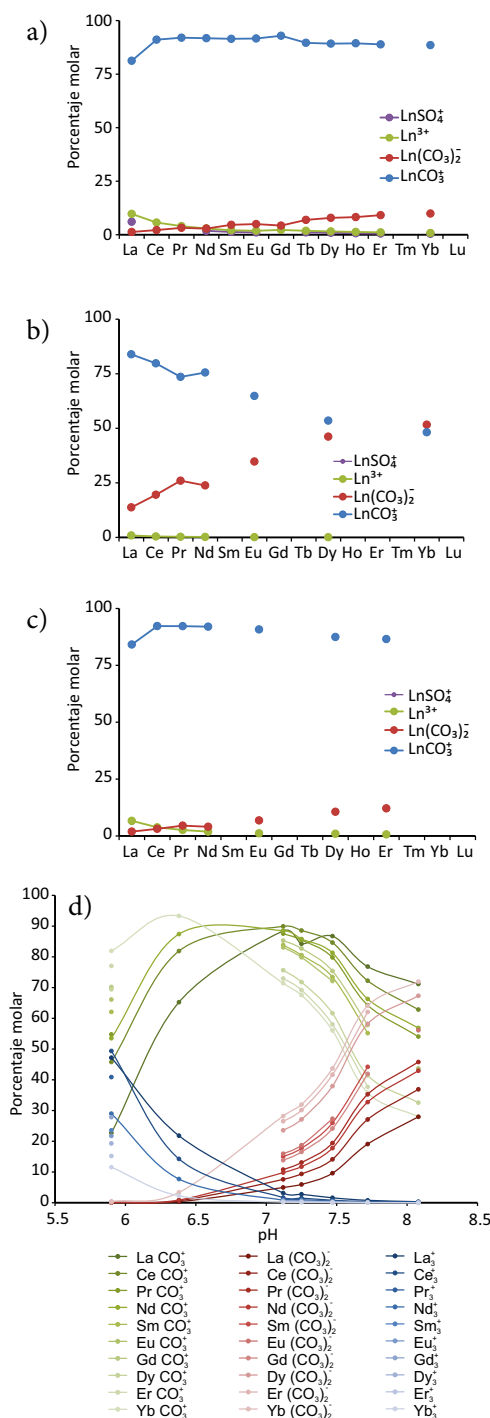 a)
Porcentaje molar
100
75
50
25
0
LnSO₄⁺
Ln³⁺
Ln(CO₃)₂⁻
LnCO₃⁺
La Ce Pr Nd Sm Eu Gd Tb Dy Ho Er Tm Yb Lu
b)
Porcentaje molar
100
75
50
25
0
LnSO₄⁺
Ln³⁺
Ln(CO₃)₂⁻
LnCO₃⁺
La Ce Pr Nd Sm Eu Gd Tb Dy Ho Er Tm Yb Lu
c)
Porcentaje molar
100
75
50
25
0
LnSO₄⁺
Ln³⁺
Ln(CO₃)₂⁻
LnCO₃⁺
La Ce Pr Nd Sm Eu Gd Tb Dy Ho Er Tm Yb Lu
d)
Porcentaje molar
100
90
80
70
60
50
40
30
20
10
0
5.5 6 6.5 7 7.5 8 8.5
pH
La CO₃⁺ La (CO₃)₂⁻ La₃⁺
Ce CO₃⁺ Ce (CO₃)₂⁻ Ce₃⁺
Pr CO₃⁺ Pr (CO₃)₂⁻ Pr₃⁺
Nd CO₃⁺ Nd (CO₃)₂⁻ Nd₃⁺
Sm CO₃⁺ Sm (CO₃)₂⁻ Sm₃⁺
Eu CO₃⁺ Eu (CO₃)₂⁻ Eu₃⁺
Gd CO₃⁺ Gd (CO₃)₂⁻ Gd₃⁺
Dy CO₃⁺ Dy (CO₃)₂⁻ Dy₃⁺
Er CO₃⁺ Er (CO₃)₂⁻ Er₃⁺
Yb CO₃⁺ Yb (CO₃)₂⁻ Yb₃⁺